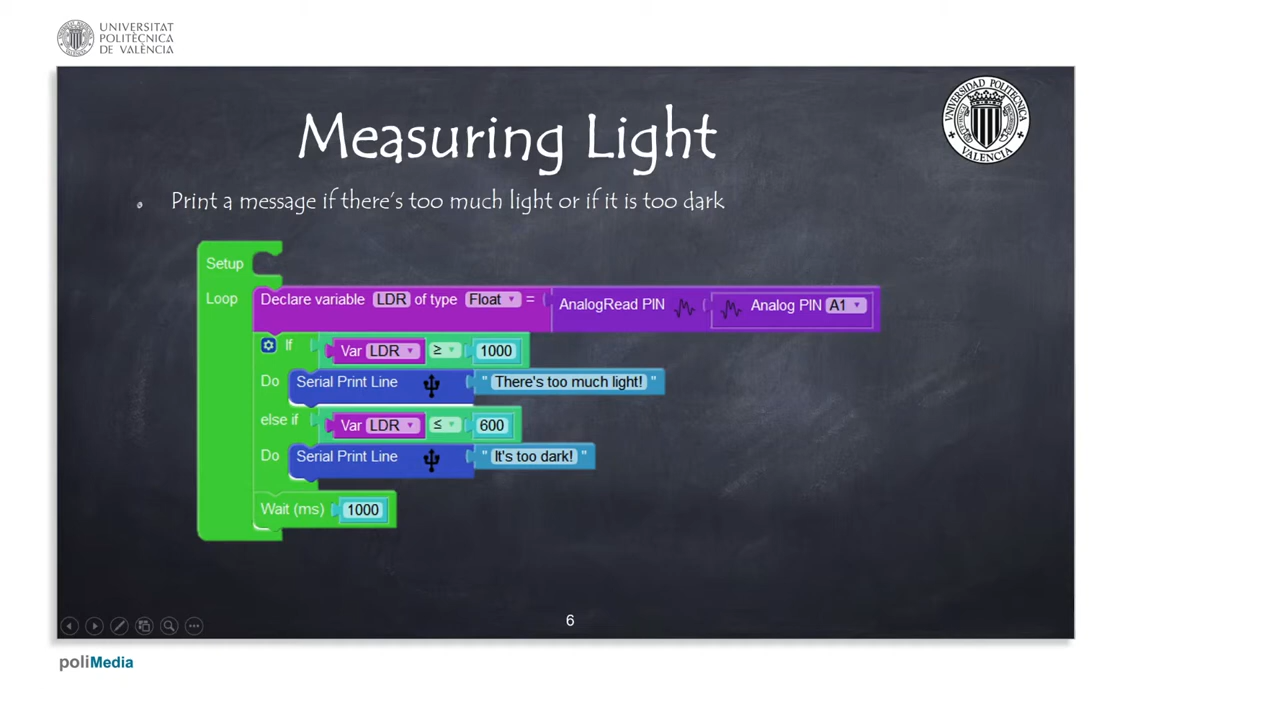 UNIVERSITAT
POLITÈCNICA
DE VALÈNCIA
UNIVERSIDAD POLITECNICA
VALENCIA
Measuring Light
Print a message if there's too much light or if it is too dark
Setup
Loop
Declare variable LDR of type Float = AnalogRead PIN Analog PIN A1
If Var LDR ≥ 1000
Do Serial Print Line "There's too much light!"
else if Var LDR ≤ 600
Do Serial Print Line "It's too dark!"
Wait (ms) 1000
6
poliMedia